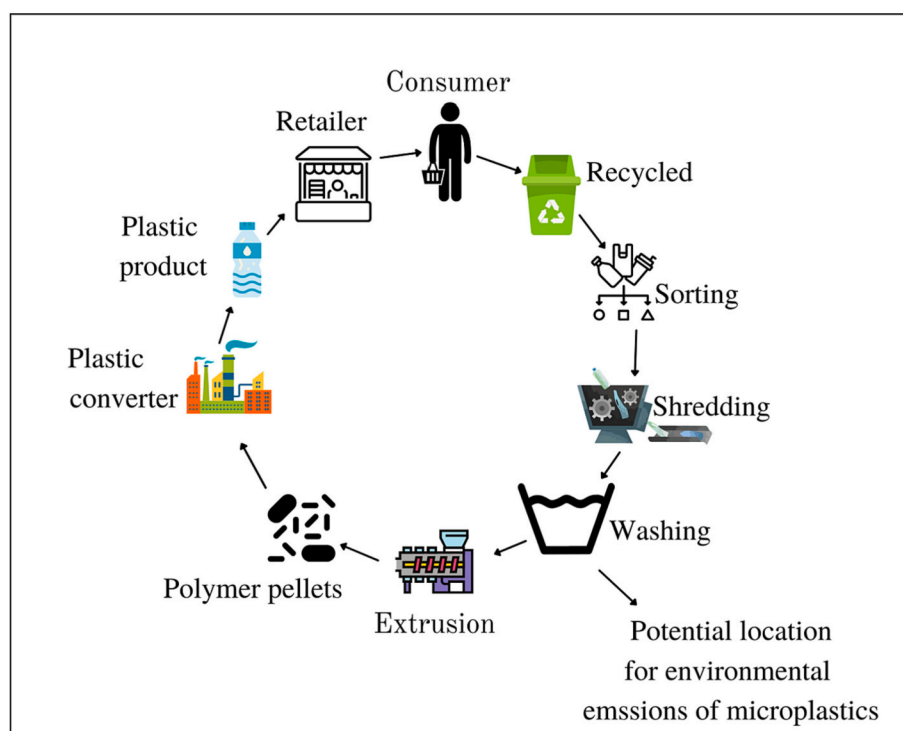 Consumer
Retailer
Recycled
Plastic
product
Sorting
Plastic
converter
Shredding
Washing
Polymer pellets
Extrusion
Potential location
for environmental
emssions of microplastics